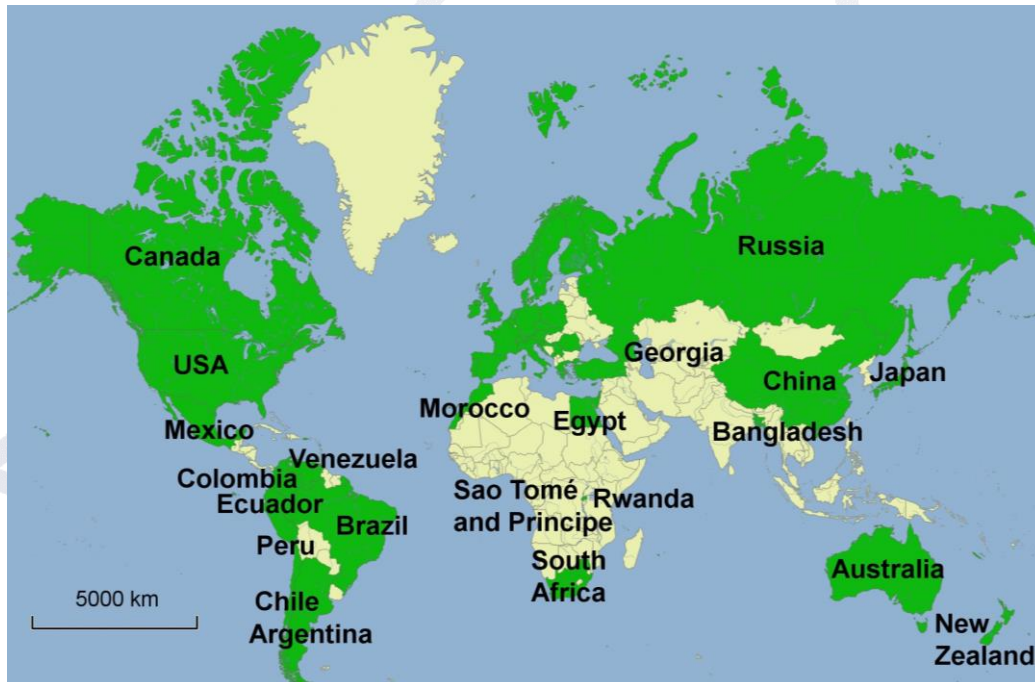 Canada
Russia
USA
Georgia
China
Japan
Mexico
Morocco
Egypt
Bangladesh
Venezuela
Colombia
Ecuador
Sao Tomé
and Principe
Rwanda
Brazil
Peru
South
Africa
Australia
5000 km
Chile
Argentina
New
Zealand